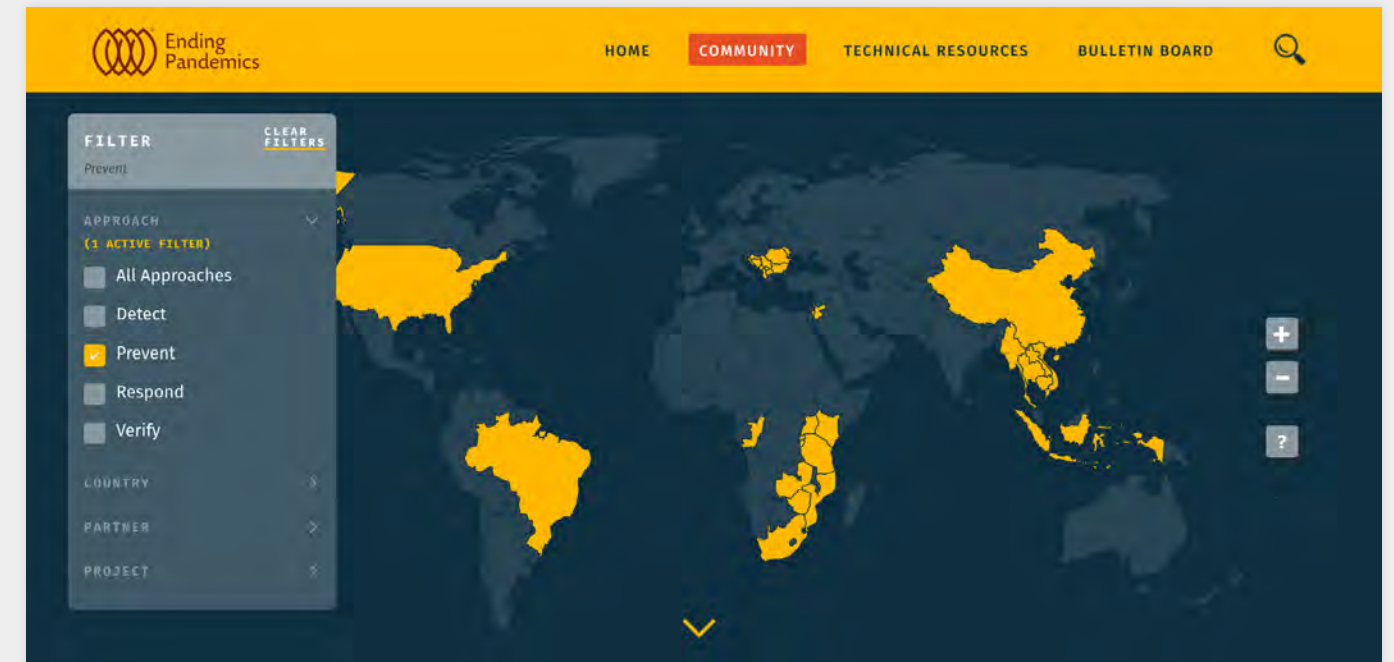 Ending
Pandemics
HOME COMMUNITY TECHNICAL RESOURCES BULLETIN BOARD
FILTER
CLEAR
FILTERS
Prevent
APPROACH
(1 ACTIVE FILTER)
All Approaches
Detect
Prevent
Respond
Verify
COUNTRY
PARTNER
PROJECT
+
-
?